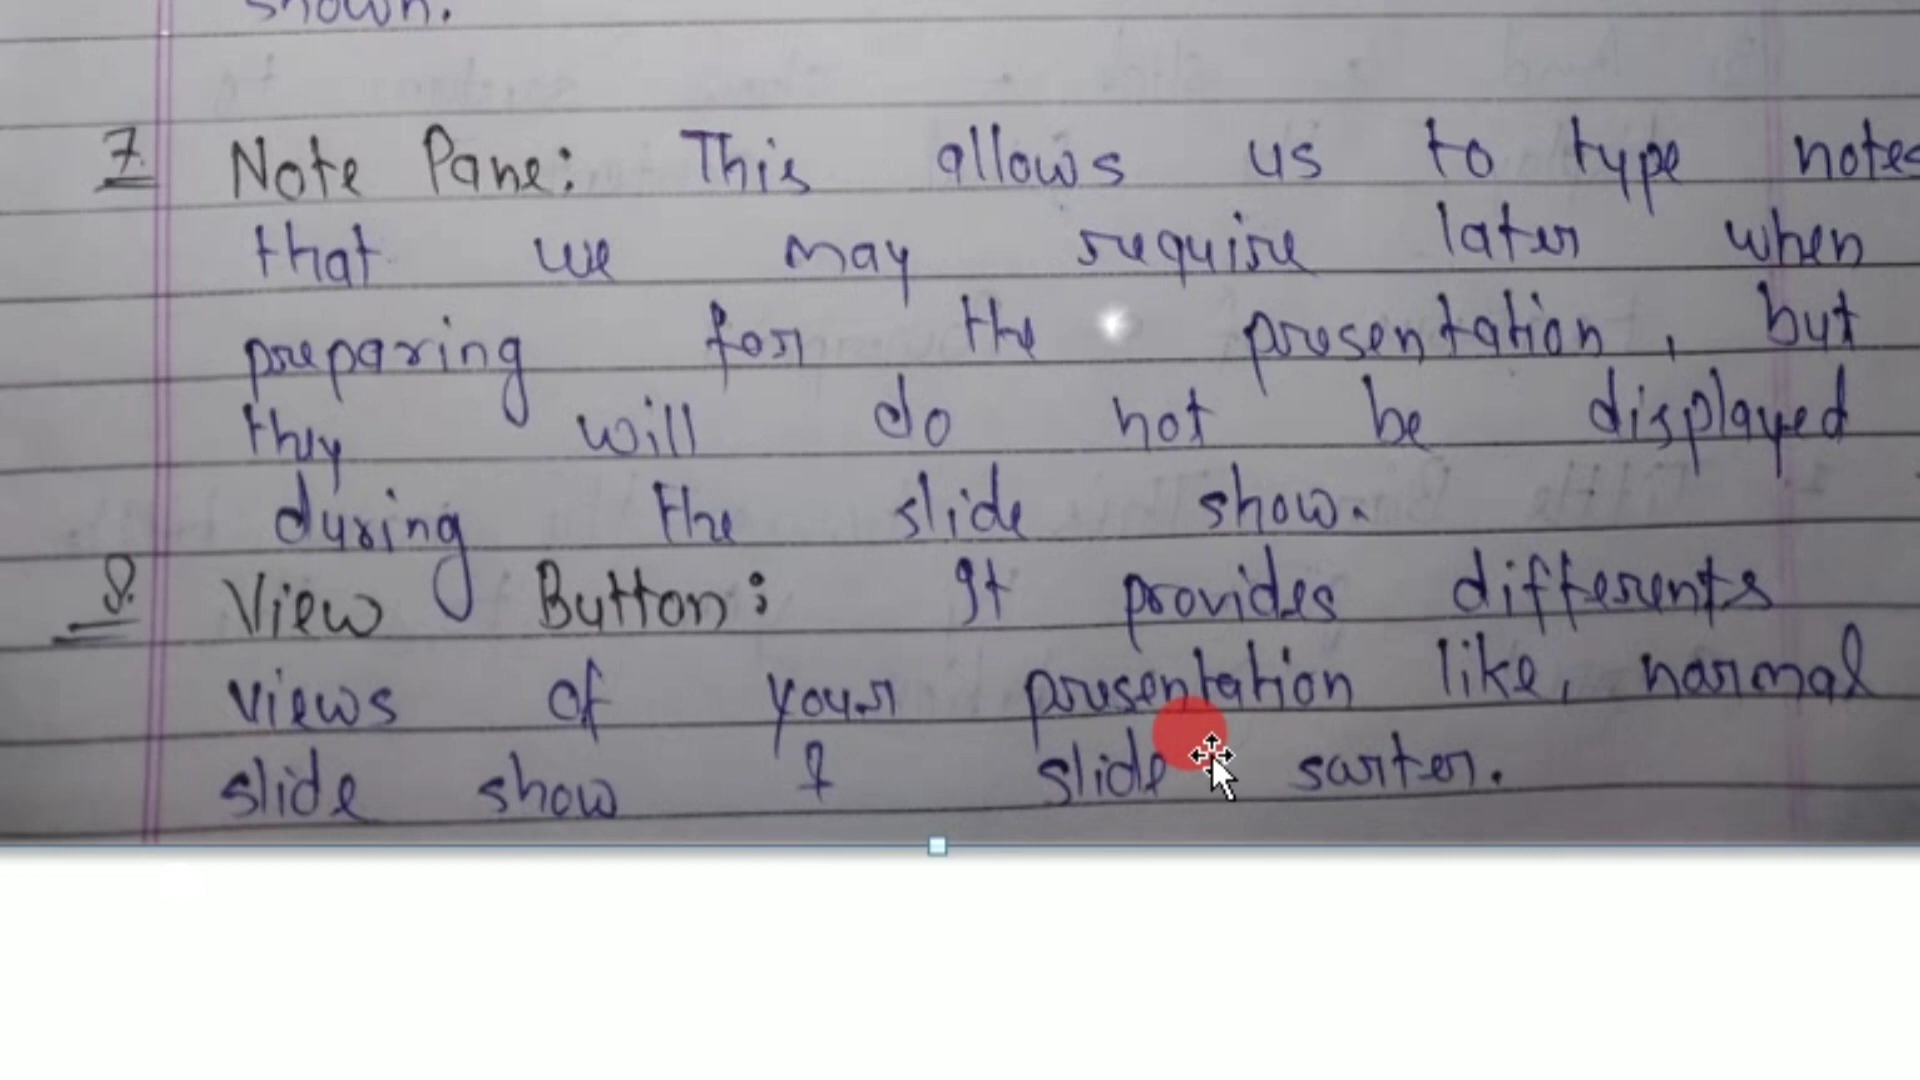 shown.
7. Note Pane: This allows us to type notes
that we may require later when
preparing for the presentation, but
they will do not be displayed
during the slide show.
8. View Button: It provides differents
views of your presentation like, normal
slide show & slide sarter.